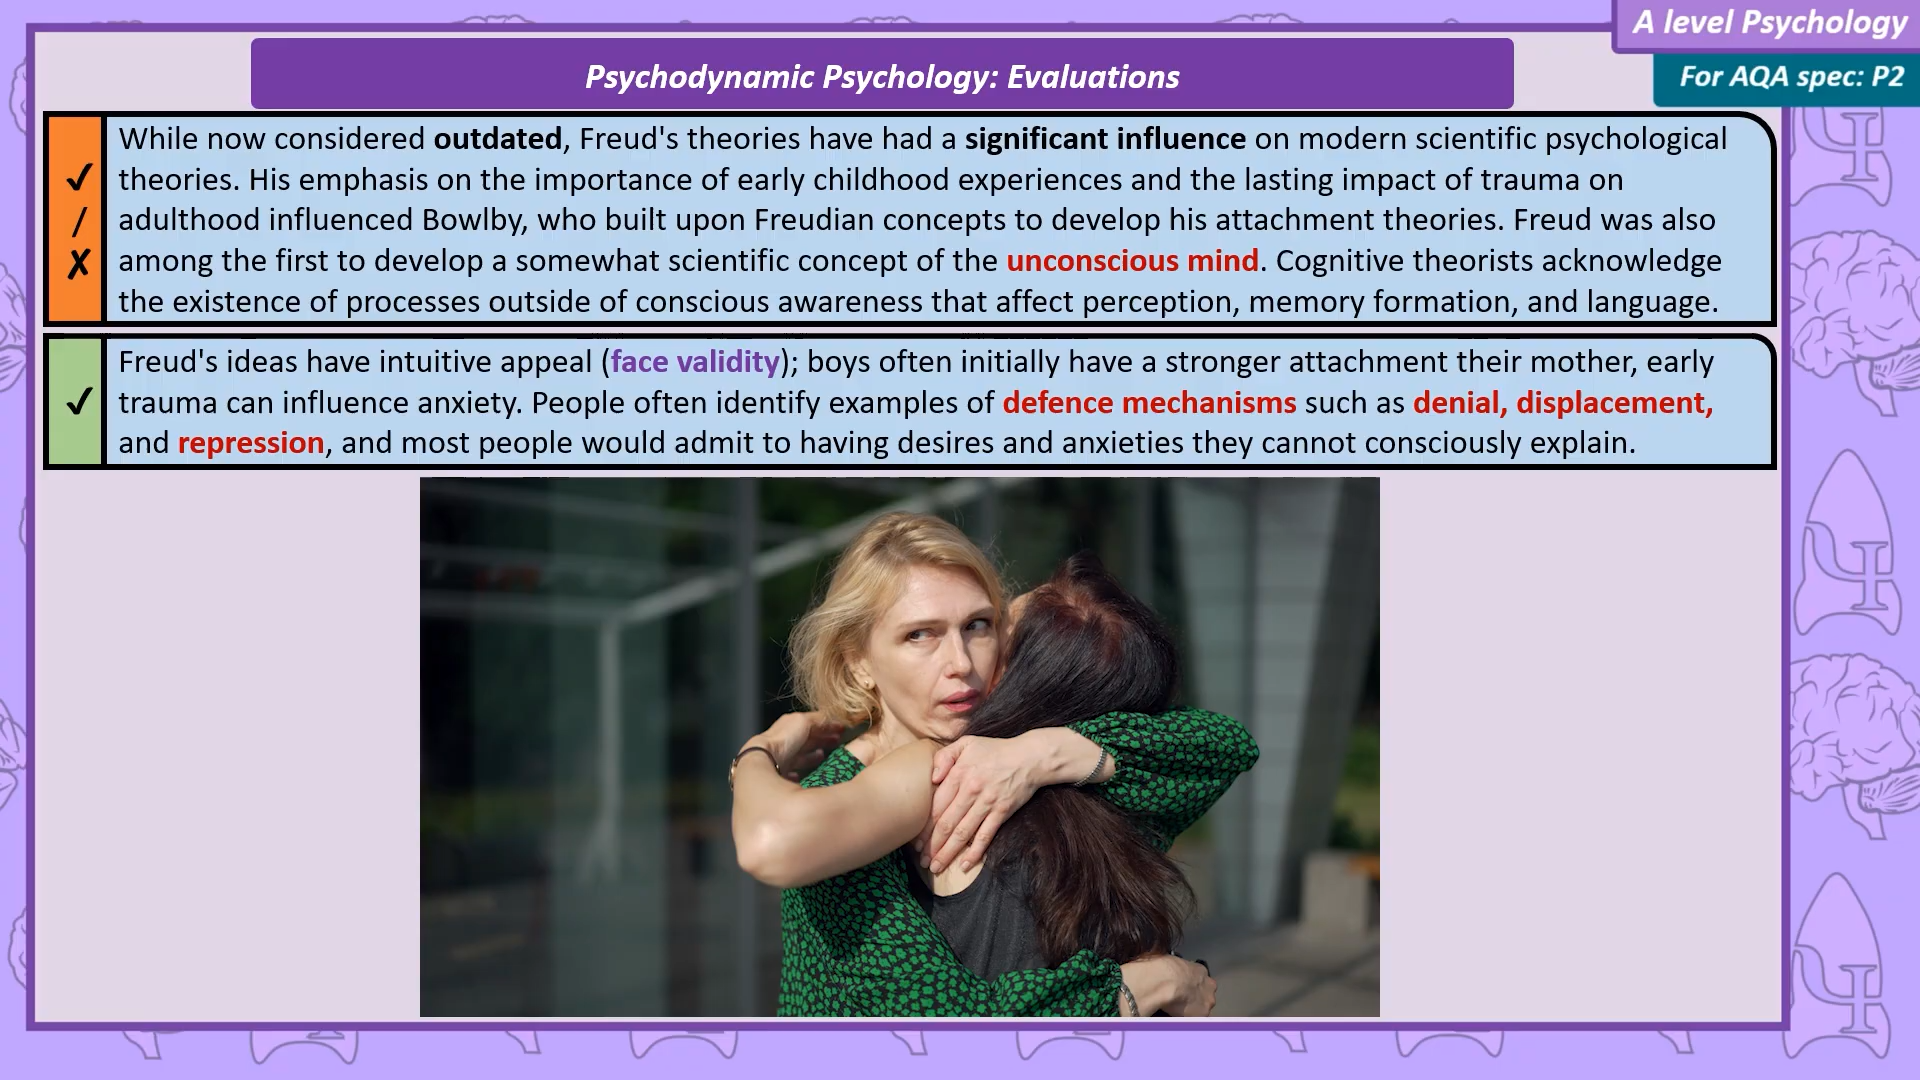 A level Psychology
For AQA spec: P2
Psychodynamic Psychology: Evaluations
✓
/
✗
While now considered outdated, Freud's theories have had a significant influence on modern scientific psychological
theories. His emphasis on the importance of early childhood experiences and the lasting impact of trauma on
adulthood influenced Bowlby, who built upon Freudian concepts to develop his attachment theories. Freud was also
among the first to develop a somewhat scientific concept of the unconscious mind. Cognitive theorists acknowledge
the existence of processes outside of conscious awareness that affect perception, memory formation, and language.
✓
Freud's ideas have intuitive appeal (face validity); boys often initially have a stronger attachment their mother, early
trauma can influence anxiety. People often identify examples of defence mechanisms such as denial, displacement,
and repression, and most people would admit to having desires and anxieties they cannot consciously explain.